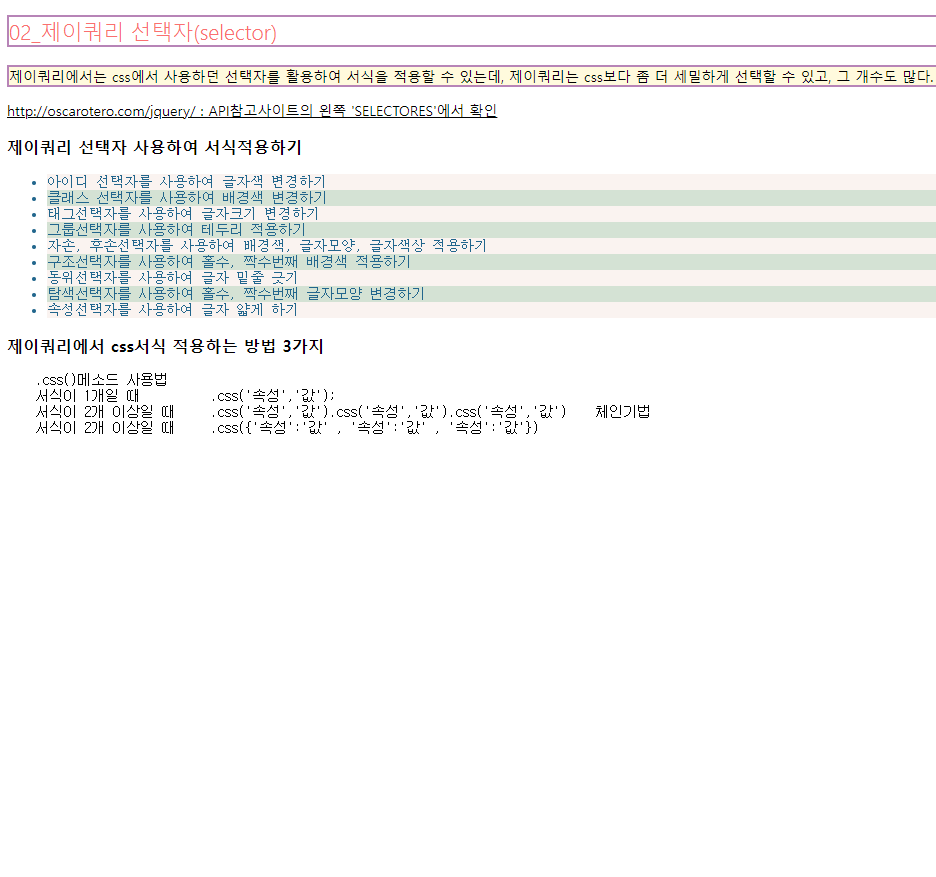 02_제이쿼리 선택자(selector)
제이쿼리에서는 css에서 사용하던 선택자를 활용하여 서식을 적용할 수 있는데, 제이쿼리는 css보다 좀 더 세밀하게 선택할 수 있고, 그 개수도 많다.
http://oscarotero.com/jquery/ : API참고사이트의 왼쪽 'SELECTORES'에서 확인
제이쿼리 선택자 사용하여 서식적용하기
• 아이디 선택자를 사용하여 글자색 변경하기
• 클래스 선택자를 사용하여 배경색 변경하기
• 태그선택자를 사용하여 글자크기 변경하기
• 그룹선택자를 사용하여 테두리 적용하기
• 자손, 후손선택자를 사용하여 배경색, 글자모양, 글자색상 적용하기
• 구조선택자를 사용하여 홀수, 짝수번째 배경색 적용하기
• 동위선택자를 사용하여 글자 밑줄 긋기
• 탐색선택자를 사용하여 홀수, 짝수번째 글자모양 변경하기
• 속성선택자를 사용하여 글자 얇게 하기
제이쿼리에서 css서식 적용하는 방법 3가지
.css()메소드 사용법
서식이 1개일 때 .css('속성','값');
서식이 2개 이상일 때 .css('속성','값').css('속성','값').css('속성','값') 체인기법
서식이 2개 이상일 때 .css({'속성':'값' , '속성':'값' , '속성':'값'})